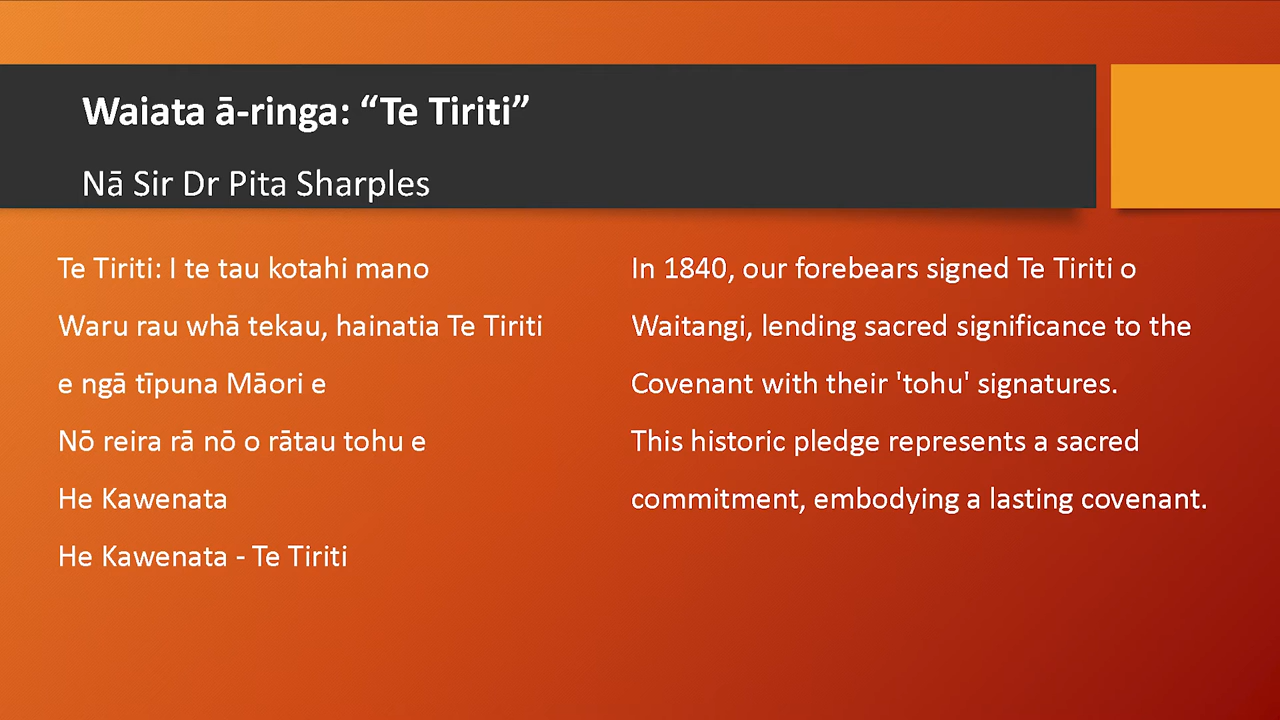 Waiata ā-ringa: “Te Tiriti”
Nā Sir Dr Pita Sharples
Te Tiriti: I te tau kotahi mano
Waru rau whā tekau, hainatia Te Tiriti
e ngā tīpuna Māori e
Nō reira rā nō o rātau tohu e
He Kawenata
He Kawenata - Te Tiriti
In 1840, our forebears signed Te Tiriti o
Waitangi, lending sacred significance to the
Covenant with their 'tohu' signatures.
This historic pledge represents a sacred
commitment, embodying a lasting covenant.